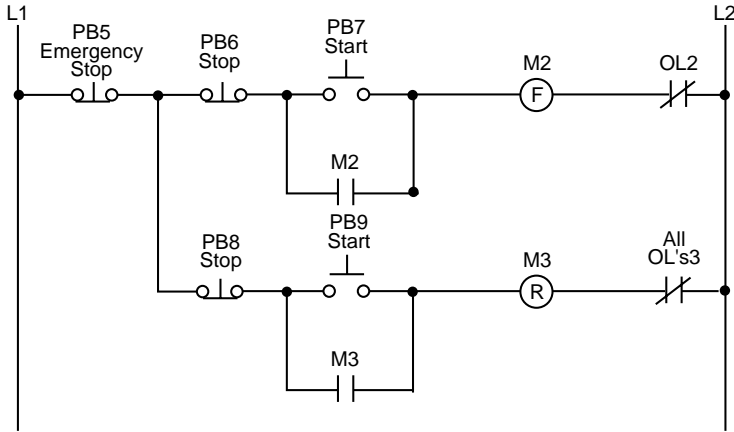 L1
L2
PB5
Emergency
Stop
PB6
Stop
PB7
Start
M2
OL2
F
M2
PB8
Stop
PB9
Start
M3
All
OL's3
R
M3